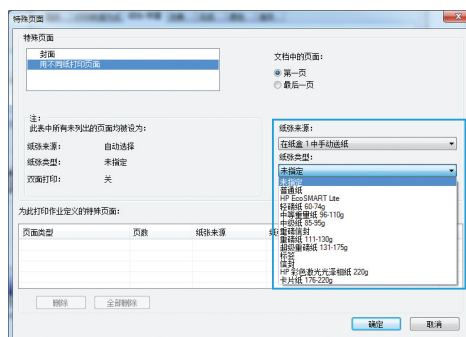 特殊页面
特殊页面
封面
用不同纸打印页面
文档中的页面：
第一页
最后一页
注：
此表中所有未列出的页面均被设为：
纸张来源： 自动选择
纸张类型： 未指定
双面打印： 关
纸张来源：
在纸盒 1 中手动送纸
纸张类型：
未指定
未指定
普通纸
HP EcoSMART Lite
轻磅纸 60-74g
中等重量纸 96-110g
中级纸 85-95g
重磅信封
重磅纸 111-130g
超级重磅纸 131-175g
标签
信封
HP 彩色激光光泽相纸 220g
卡片纸 176-220g
为此打印作业定义的特殊页面：
页面类型 页数 纸张来源
删除 全部删除
确定 取消